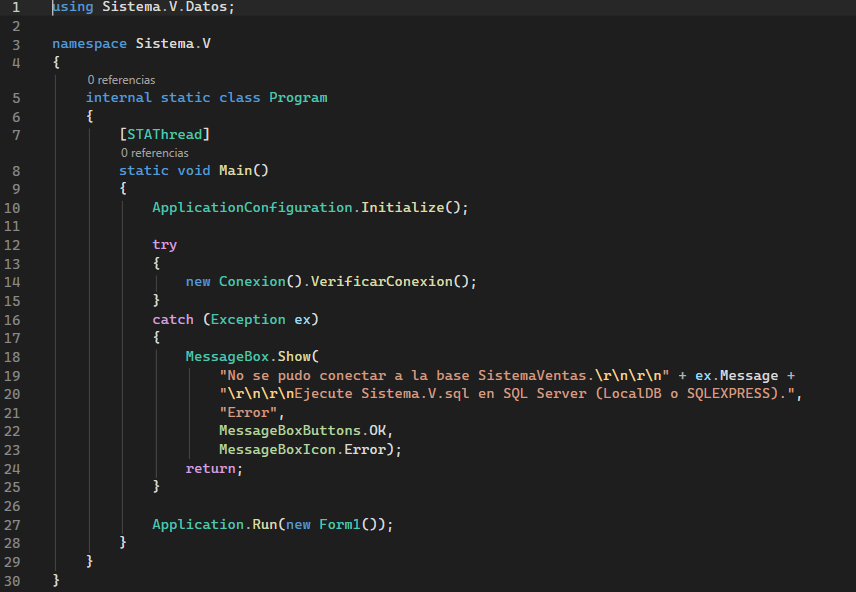 1 using Sistema.V.Datos;
2
3 namespace Sistema.V
4 {
0 referencias
5 internal static class Program
6 {
7 [STAThread]
0 referencias
8 static void Main()
9 {
10 ApplicationConfiguration.Initialize();
11
12 try
13 {
14 new Conexion().VerificarConexion();
15 }
16 catch (Exception ex)
17 {
18 MessageBox.Show(
19 "No se pudo conectar a la base SistemaVentas.\r\n\r\n" + ex.Message +
20 "\r\n\r\nEjecute Sistema.V.sql en SQL Server (LocalDB o SQLEXPRESS).",
21 "Error",
22 MessageBoxButtons.OK,
23 MessageBoxIcon.Error);
24 return;
25 }
26
27 Application.Run(new Form1());
28 }
29 }
30 }